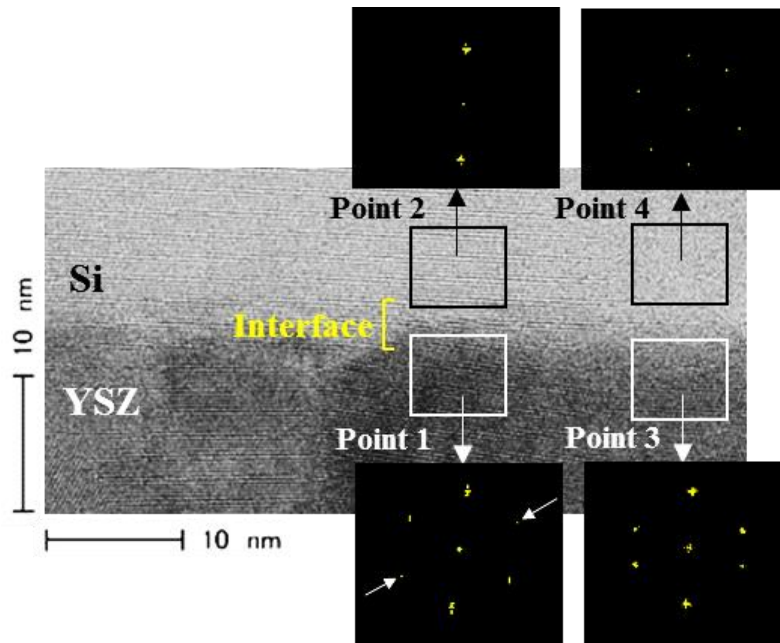 Point 2
Point 4
Si
Interface
10 nm
YSZ
Point 1
Point 3
10 nm